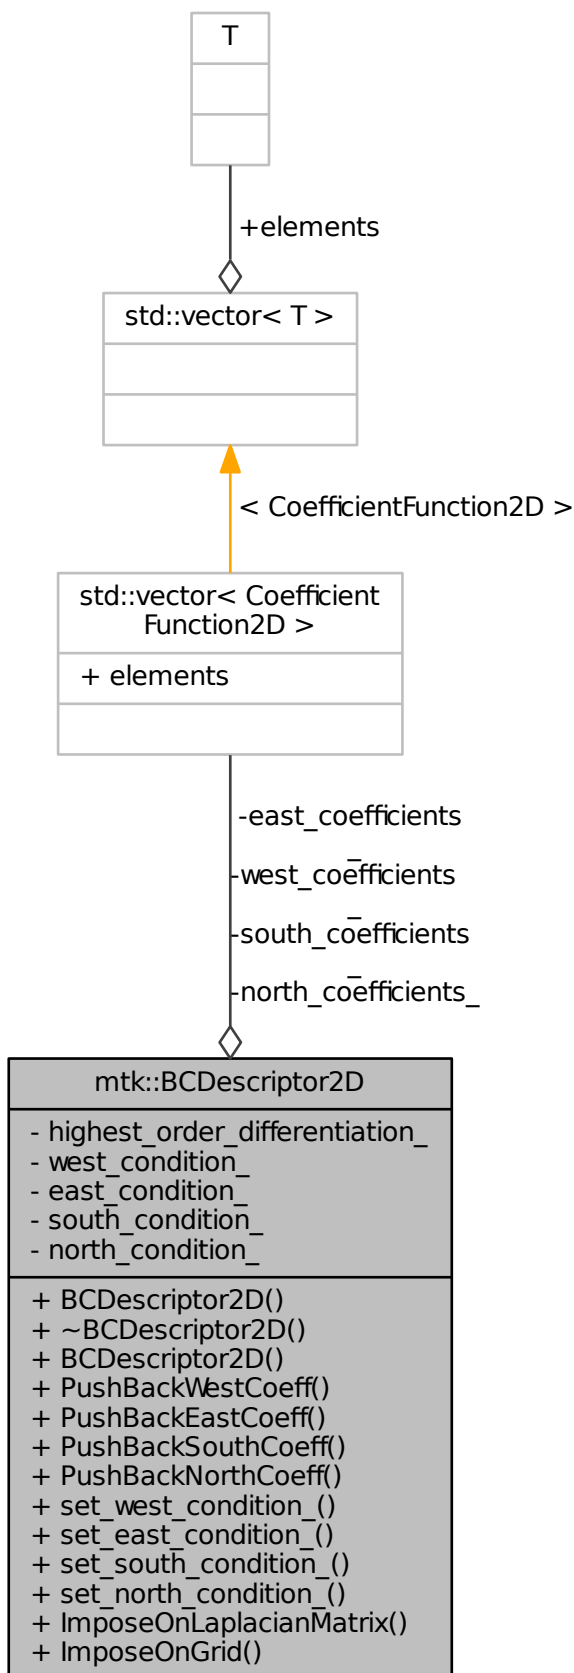 T
+elements
std::vector< T >
< CoefficientFunction2D >
std::vector< Coefficient
Function2D >
+ elements
-east_coefficients
_
-west_coefficients
_
-south_coefficients
_
-north_coefficients_
mtk::BCDescriptor2D
- highest_order_differentiation_
- west_condition_
- east_condition_
- south_condition_
- north_condition_
+ BCDescriptor2D()
+ ~BCDescriptor2D()
+ BCDescriptor2D()
+ PushBackWestCoeff()
+ PushBackEastCoeff()
+ PushBackSouthCoeff()
+ PushBackNorthCoeff()
+ set_west_condition_()
+ set_east_condition_()
+ set_south_condition_()
+ set_north_condition_()
+ ImposeOnLaplacianMatrix()
+ ImposeOnGrid()